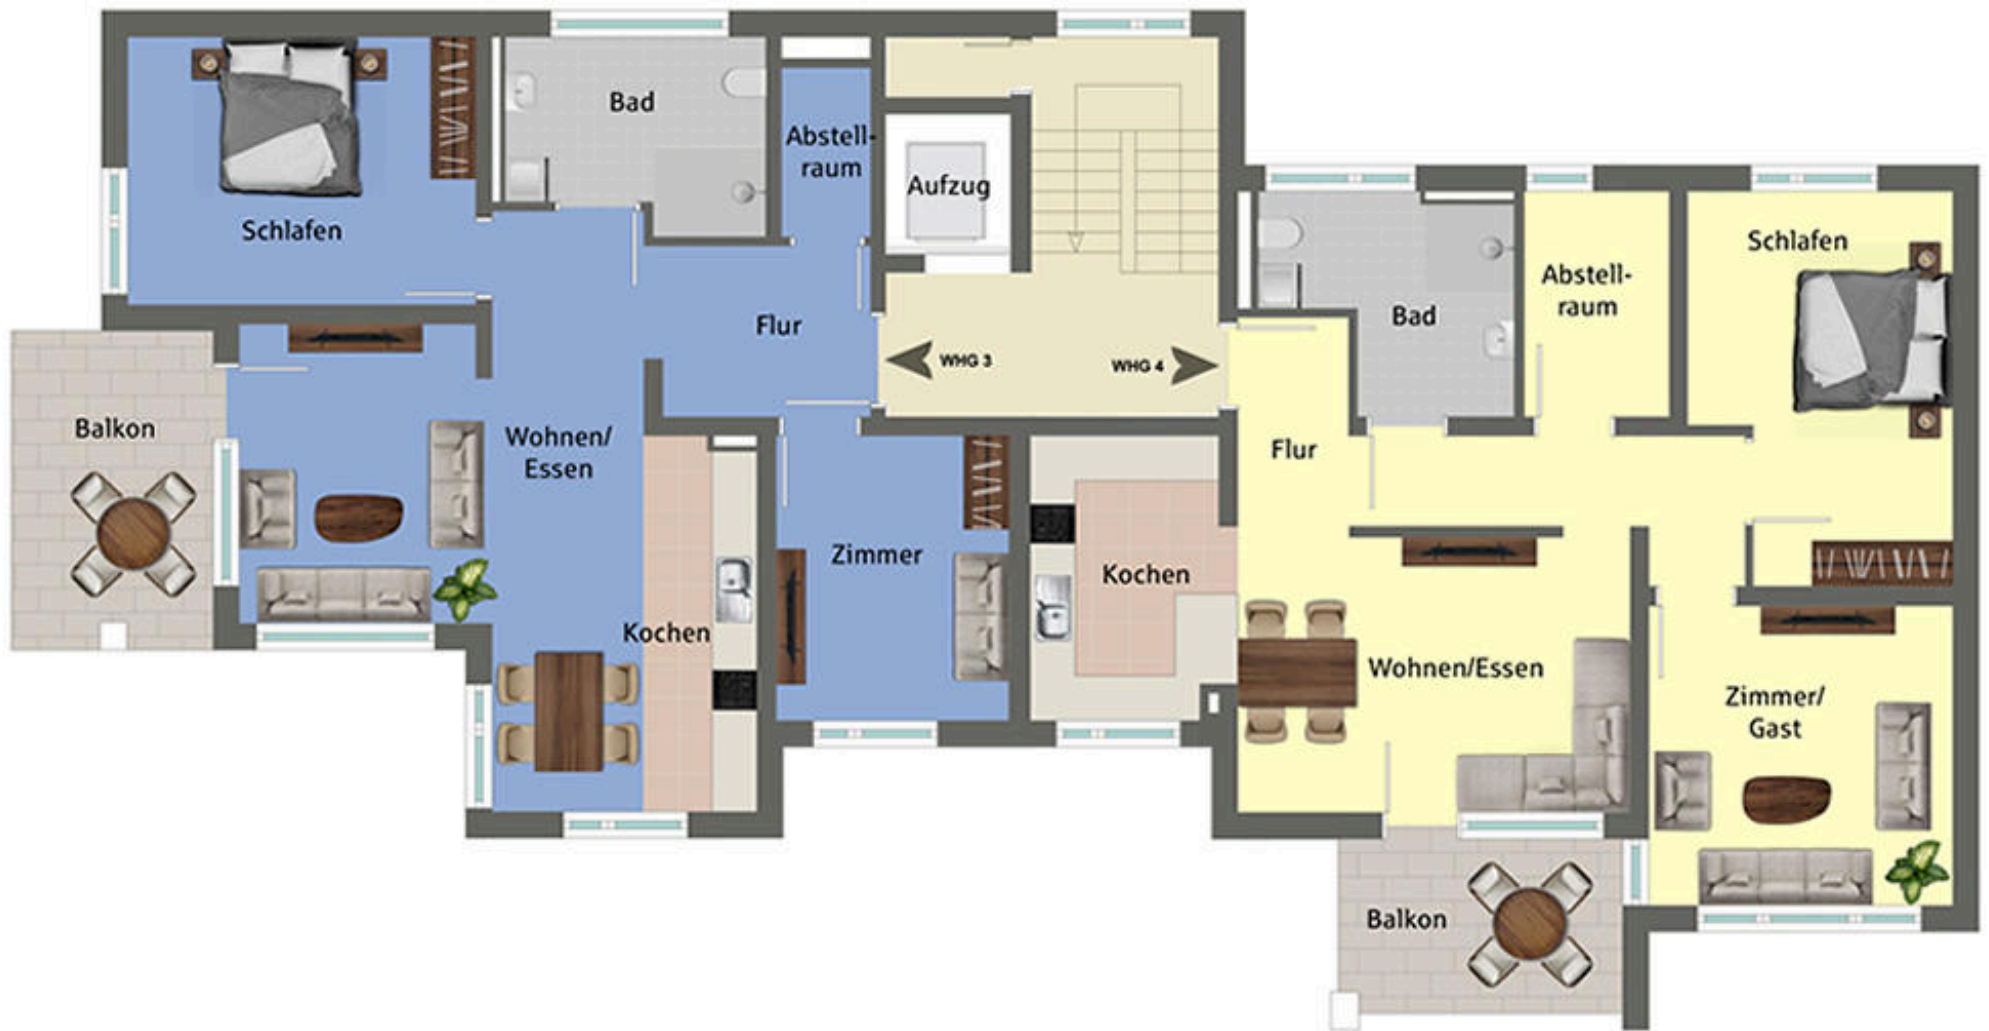 Bad
Abstell-
raum
Aufzug
Schlafen
Flur
WHG 3
WHG 4
Balkon
Wohnen/
Essen
Kochen
Zimmer
Kochen
Bad
Abstell-
raum
Schlafen
Flur
Wohnen/Essen
Zimmer/
Gast
Balkon